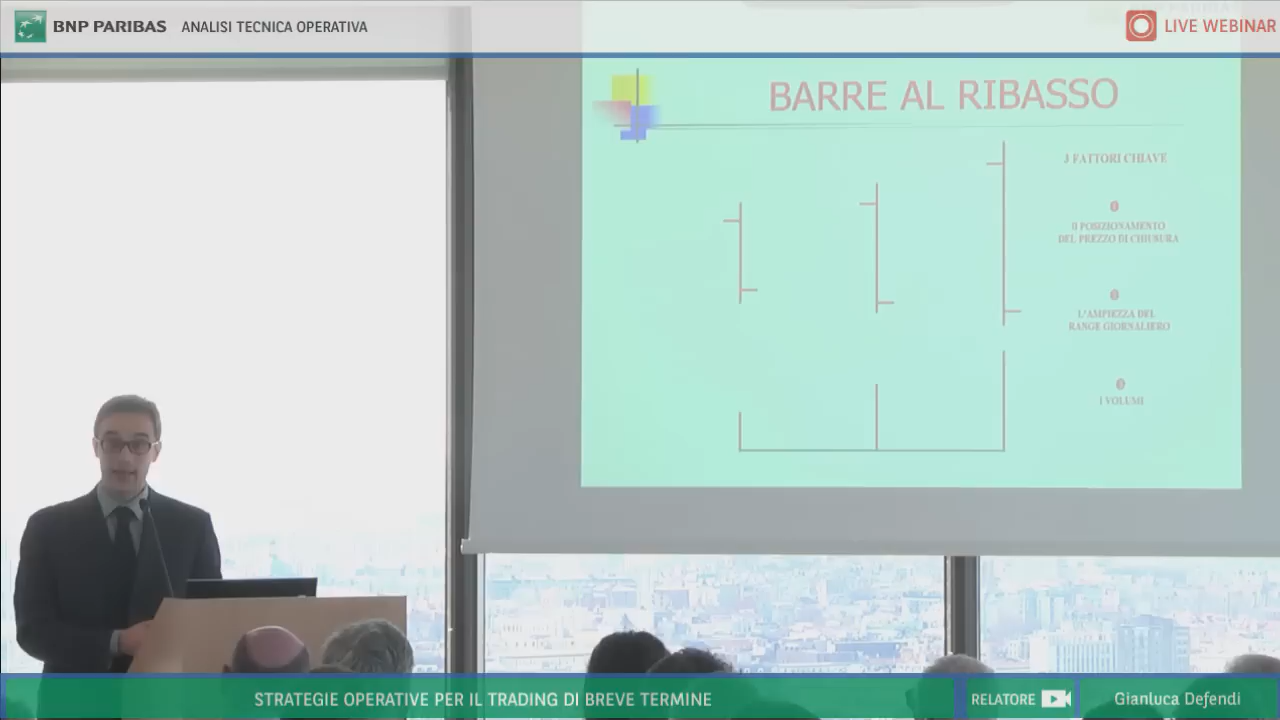 BNP PARIBAS ANALISI TECNICA OPERATIVA
LIVE WEBINAR
BARRE AL RIBASSO
3 FATTORI CHIAVE
Il POSIZIONAMENTO
DEL PREZZO DI CHIUSURA
L'AMPIEZZA DEL
RANGE GIORNALIERO
I VOLUMI
STRATEGIE OPERATIVE PER IL TRADING DI BREVE TERMINE
RELATORE
Gianluca Defendi